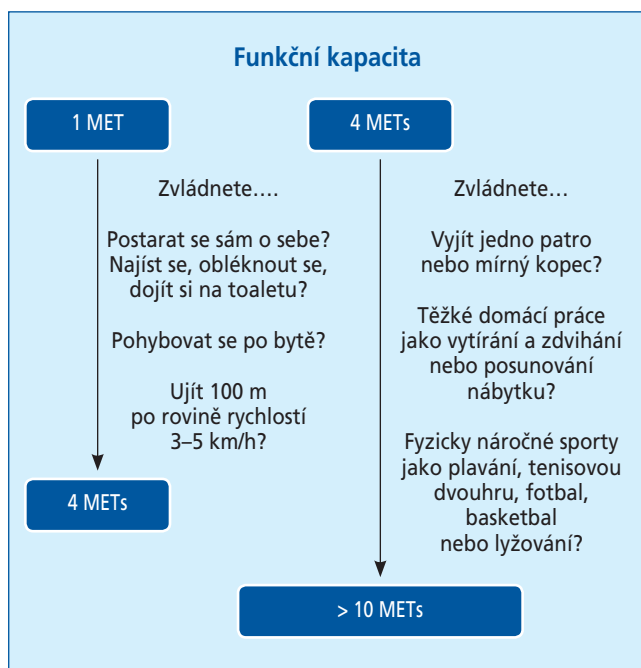 Funkční kapacita
1 MET
Zvládnete….
Postarat se sám o sebe?
Najíst se, obléknout se,
dojít si na toaletu?
Pohybovat se po bytě?
Ujít 100 m
po rovině rychlostí
3–5 km/h?
4 METs
4 METs
Zvládnete…
Vyjít jedno patro
nebo mírný kopec?
Těžké domácí práce
jako vytírání a zdvihání
nebo posunování
nábytku?
Fyzicky náročné sporty
jako plavání, tenisovou
dvouhru, fotbal,
basketbal
nebo lyžování?
> 10 METs